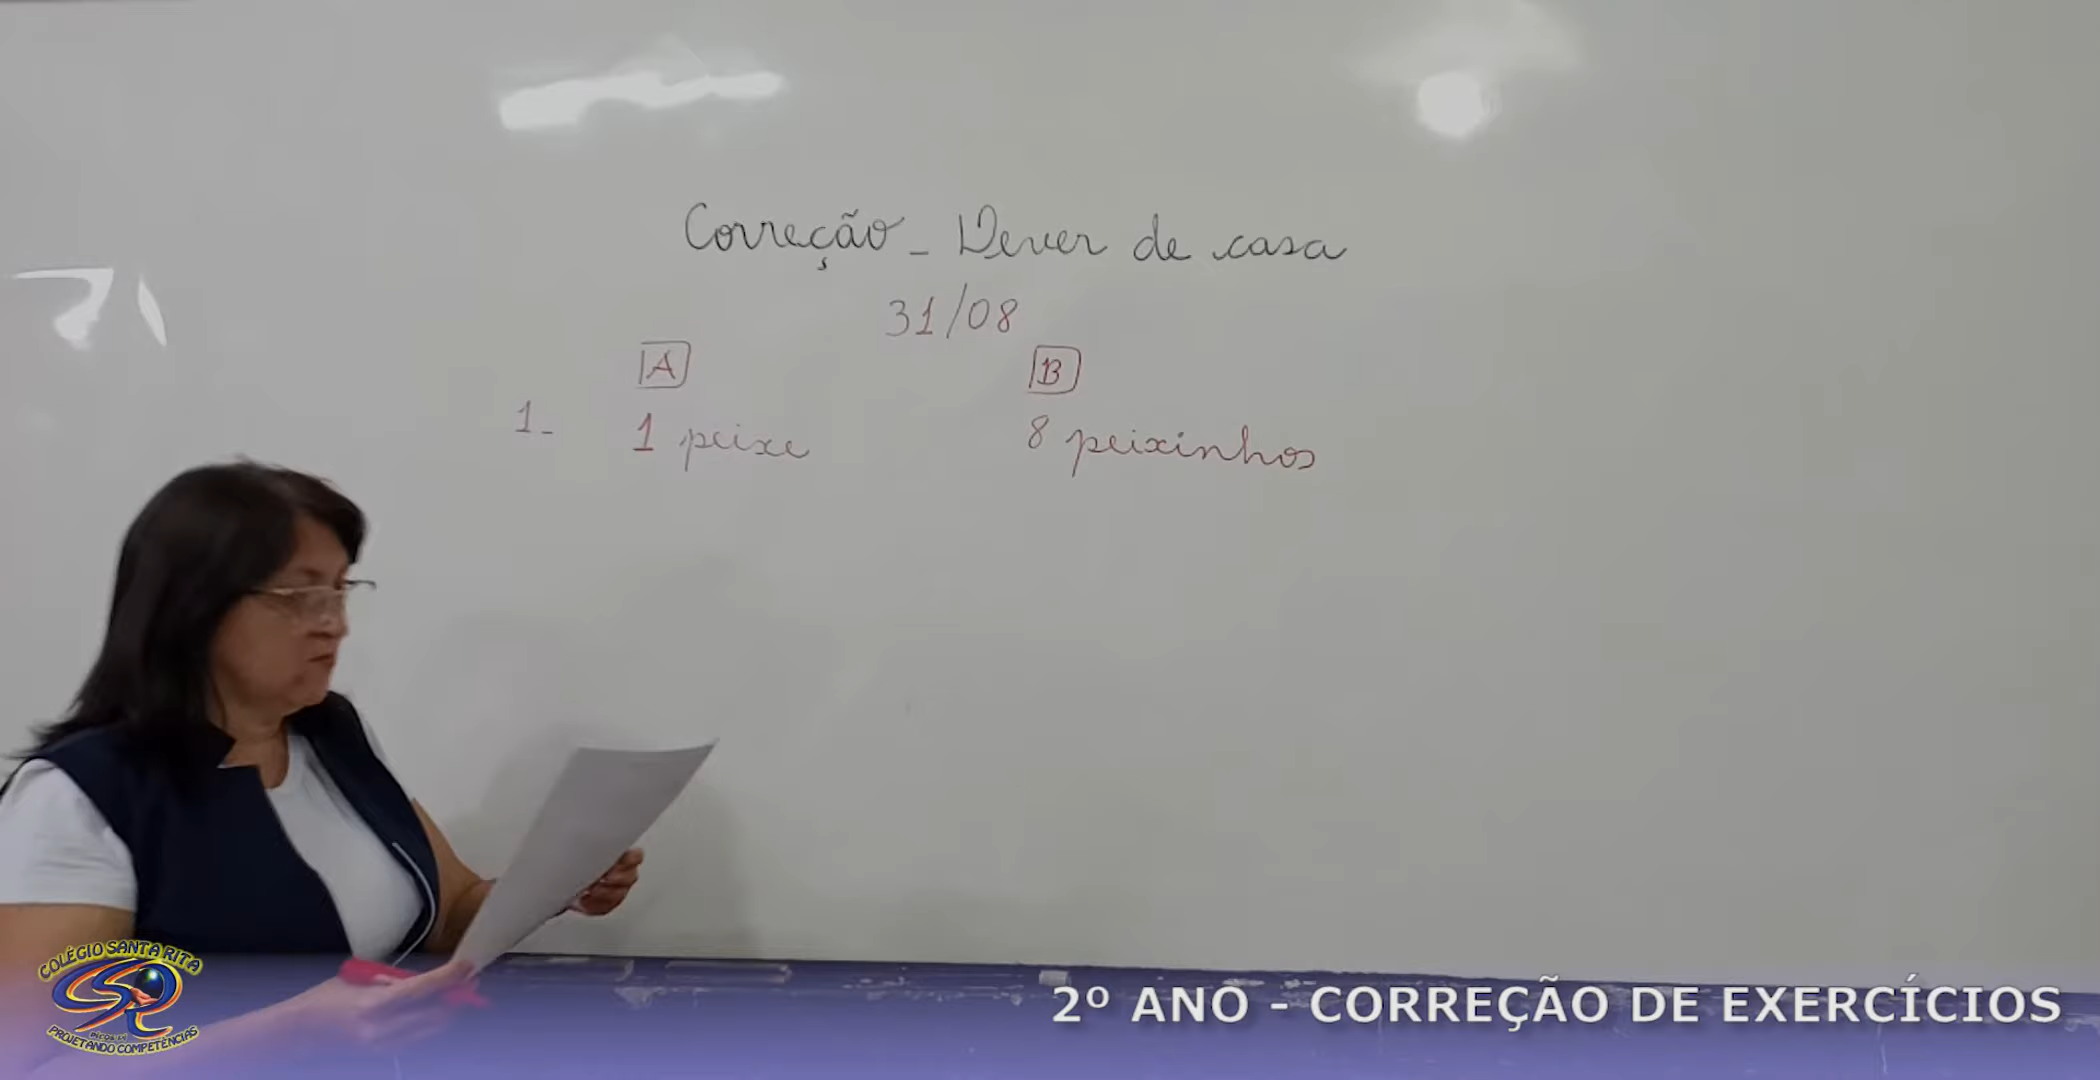 Correção - Dever de casa
31/08
A B
1- 1 peixe 8 peixinhos
COLÉGIO SANTA RITA
PROJETANDO COMPETÊNCIAS
2º ANO - CORREÇÃO DE EXERCÍCIOS